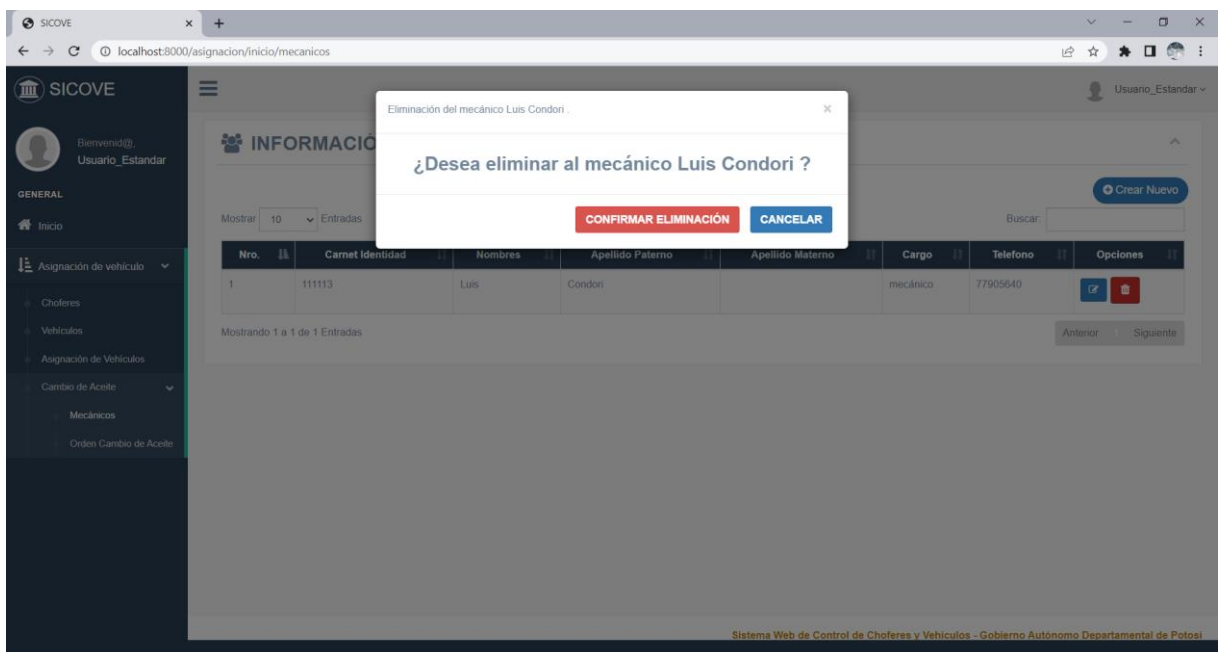 SICOVE
localhost:8000/asignacion/inicio/mecanicos
SICOVE
Usuario_Estandar
Bienvenid@,
Usuario_Estandar
GENERAL
Inicio
Asignación de vehículo
Choferes
Vehículos
Asignación de Vehículos
Cambio de Aceite
Mecánicos
Orden Cambio de Aceite
Eliminación del mecánico Luis Condori .
×
¿Desea eliminar al mecánico Luis Condori ?
CONFIRMAR ELIMINACIÓN CANCELAR
INFORMACIÓ
Crear Nuevo
Mostrar 10 Entradas Buscar:
Nro. Carnet Identidad Nombres Apellido Paterno Apellido Materno Cargo Telefono Opciones
1 111113 Luis Condori mecánico 77905640
Mostrando 1 a 1 de 1 Entradas
Anterior 1 Siguiente
Sistema Web de Control de Choferes y Vehículos - Gobierno Autónomo Departamental de Potosí